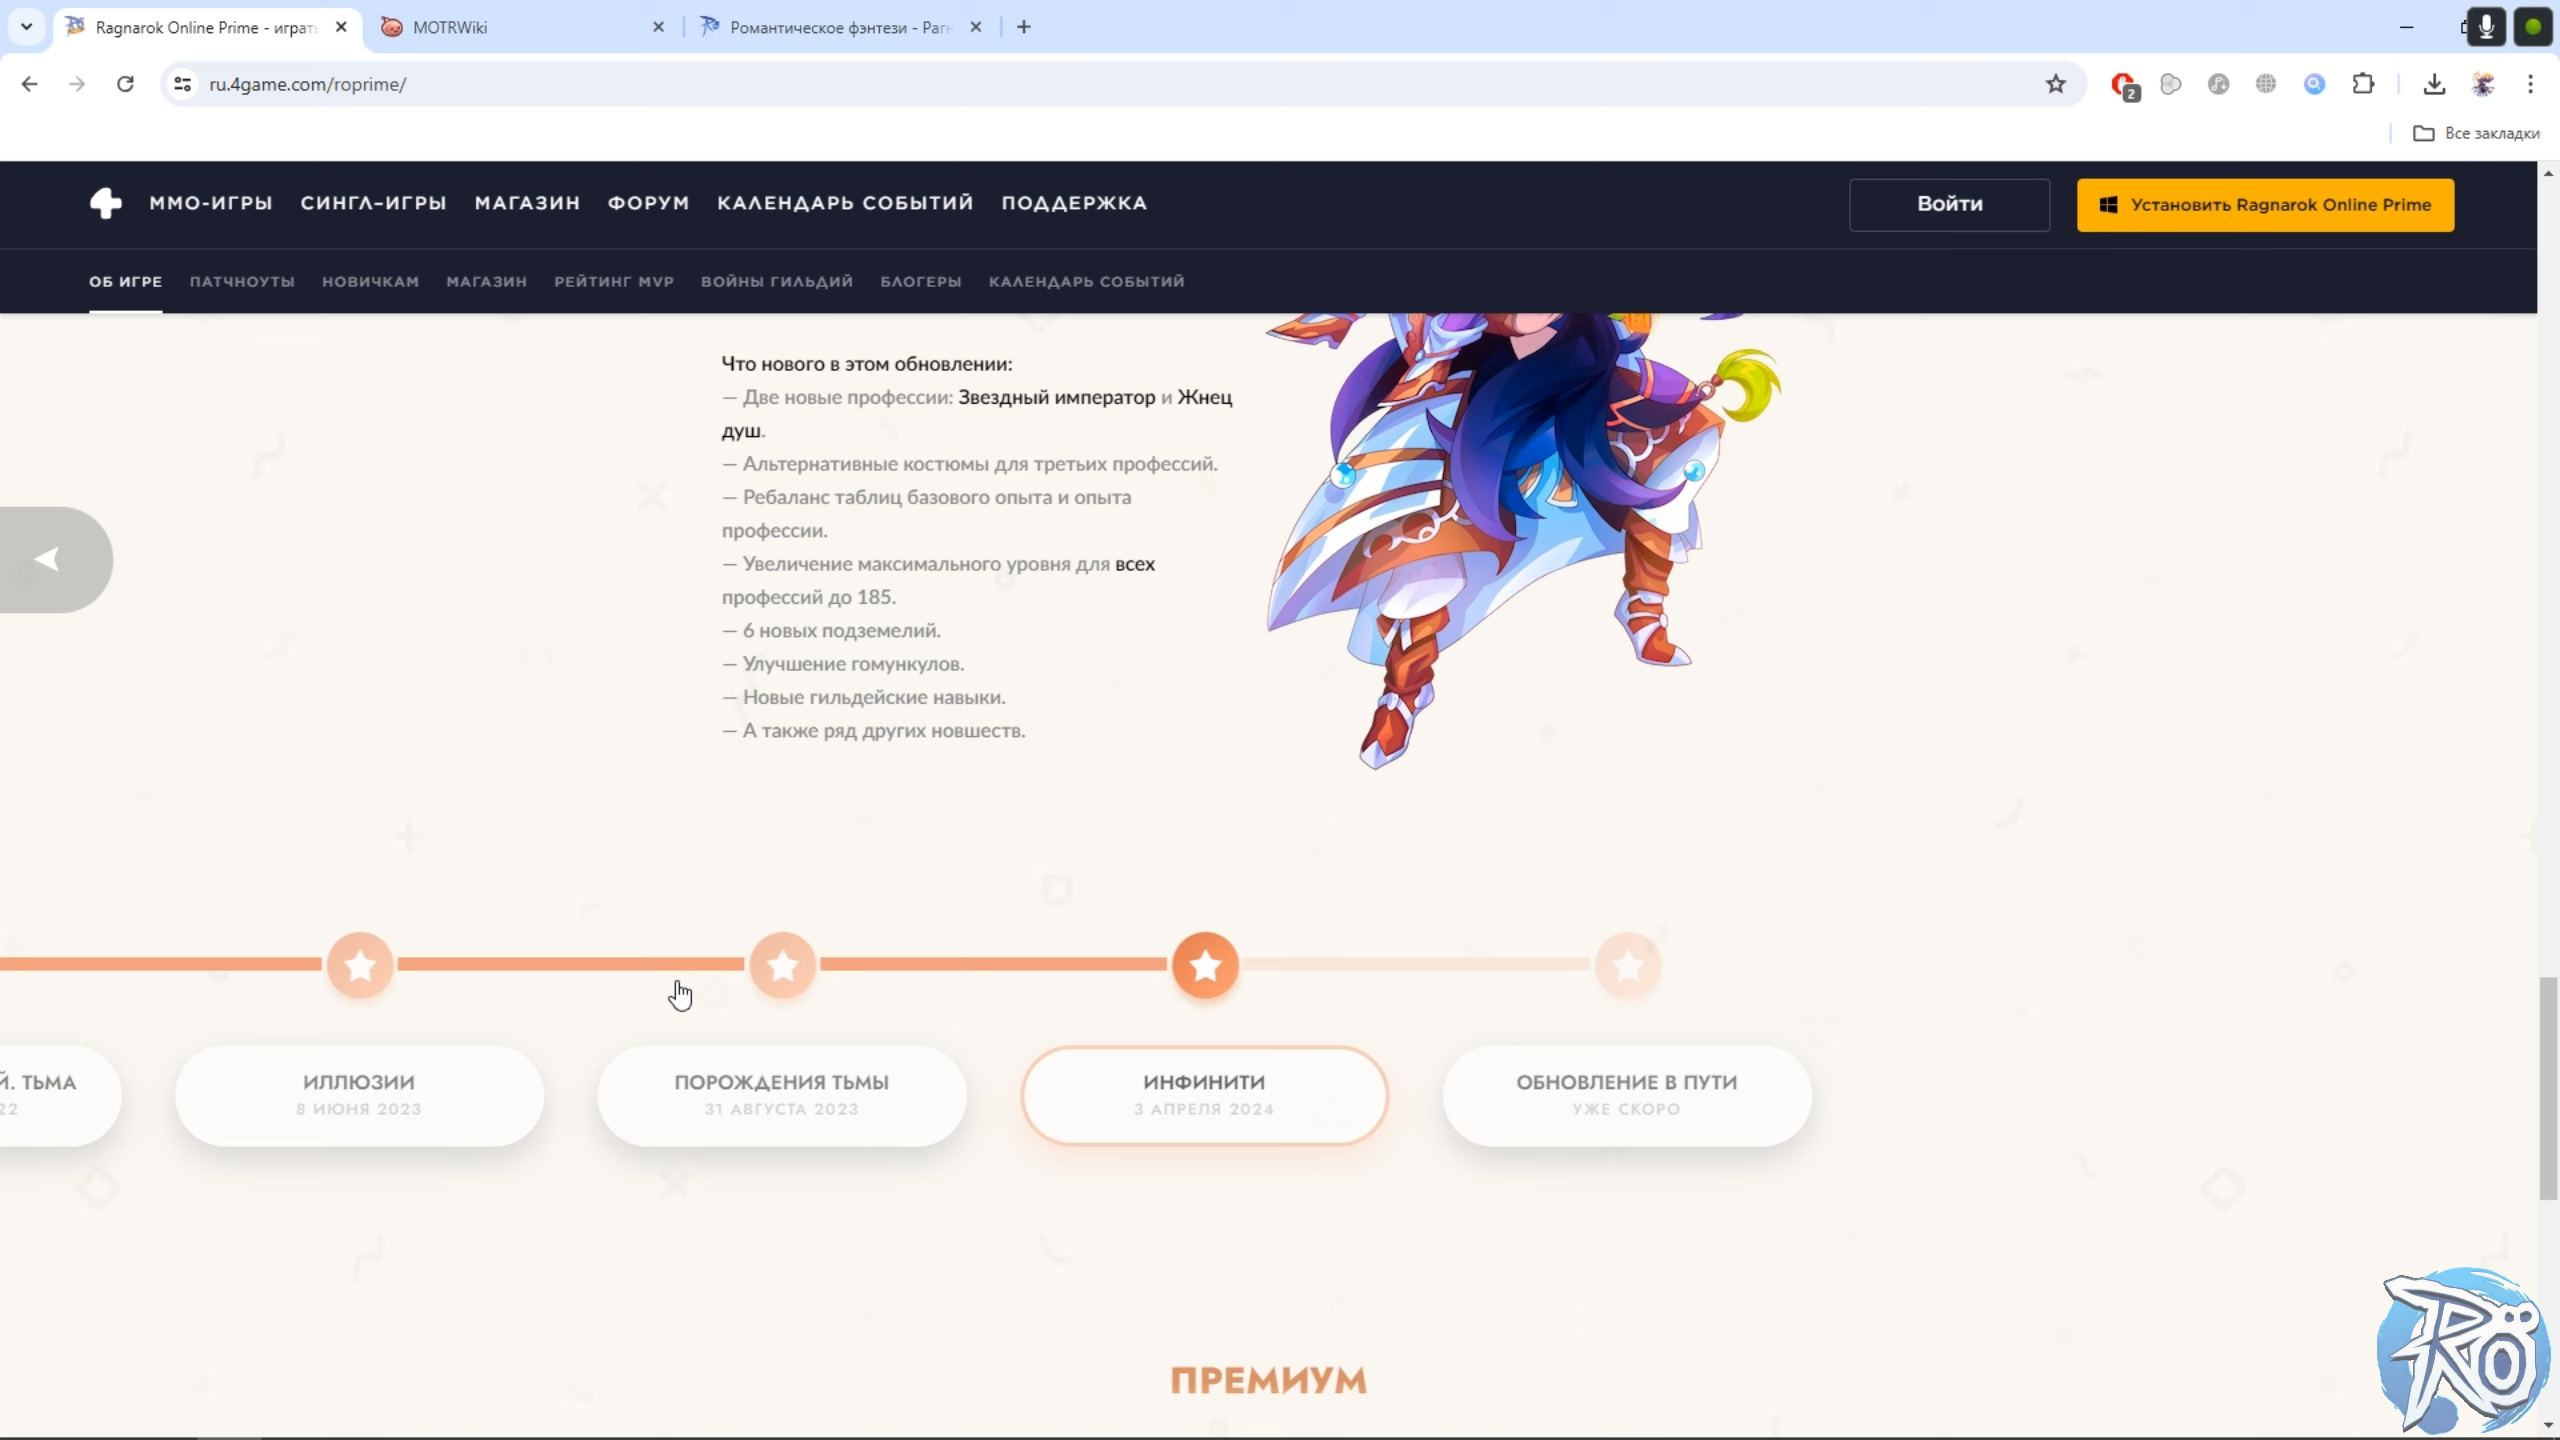 Ragnarok Online Prime - играть
MOTRWiki
Романтическое фэнтези - Рагн
ru.4game.com/roprime/
2
Все закладки
ММО-ИГРЫ
СИНГЛ-ИГРЫ
МАГАЗИН
ФОРУМ
КАЛЕНДАРЬ СОБЫТИЙ
ПОДДЕРЖКА
Войти
Установить Ragnarok Online Prime
ОБ ИГРЕ
ПАТЧНОУТЫ
НОВИЧКАМ
МАГАЗИН
РЕЙТИНГ MVP
ВОЙНЫ ГИЛЬДИЙ
БЛОГЕРЫ
КАЛЕНДАРЬ СОБЫТИЙ
Что нового в этом обновлении:
— Две новые профессии: Звездный император и Жнец
душ.
— Альтернативные костюмы для третьих профессий.
— Ребаланс таблиц базового опыта и опыта
профессии.
— Увеличение максимального уровня для всех
профессий до 185.
— 6 новых подземелий.
— Улучшение гомункулов.
— Новые гильдейские навыки.
— А также ряд других новшеств.
Й. ТЬМА
22
ИЛЛЮЗИИ
8 ИЮНЯ 2023
ПОРОЖДЕНИЯ ТЬМЫ
31 АВГУСТА 2023
ИНФИНИТИ
3 АПРЕЛЯ 2024
ОБНОВЛЕНИЕ В ПУТИ
УЖЕ СКОРО
ПРЕМИУМ
RO